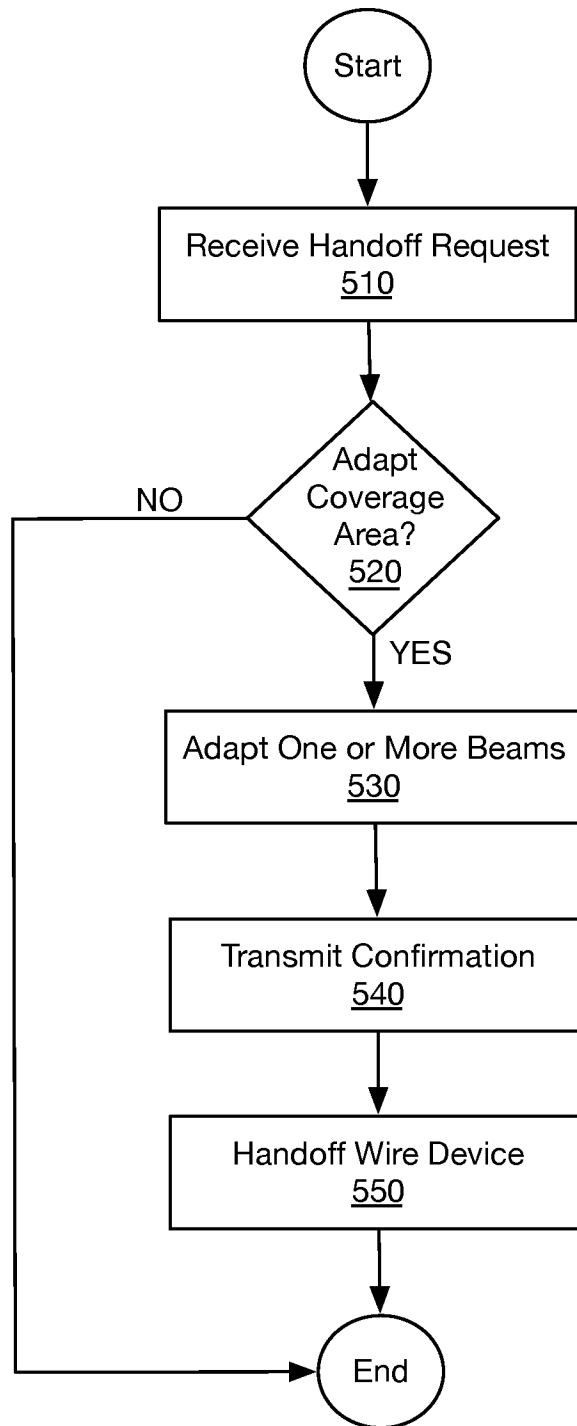 Start
Receive Handoff Request
510
Adapt
Coverage
Area?
520
NO
YES
Adapt One or More Beams
530
Transmit Confirmation
540
Handoff Wire Device
550
End